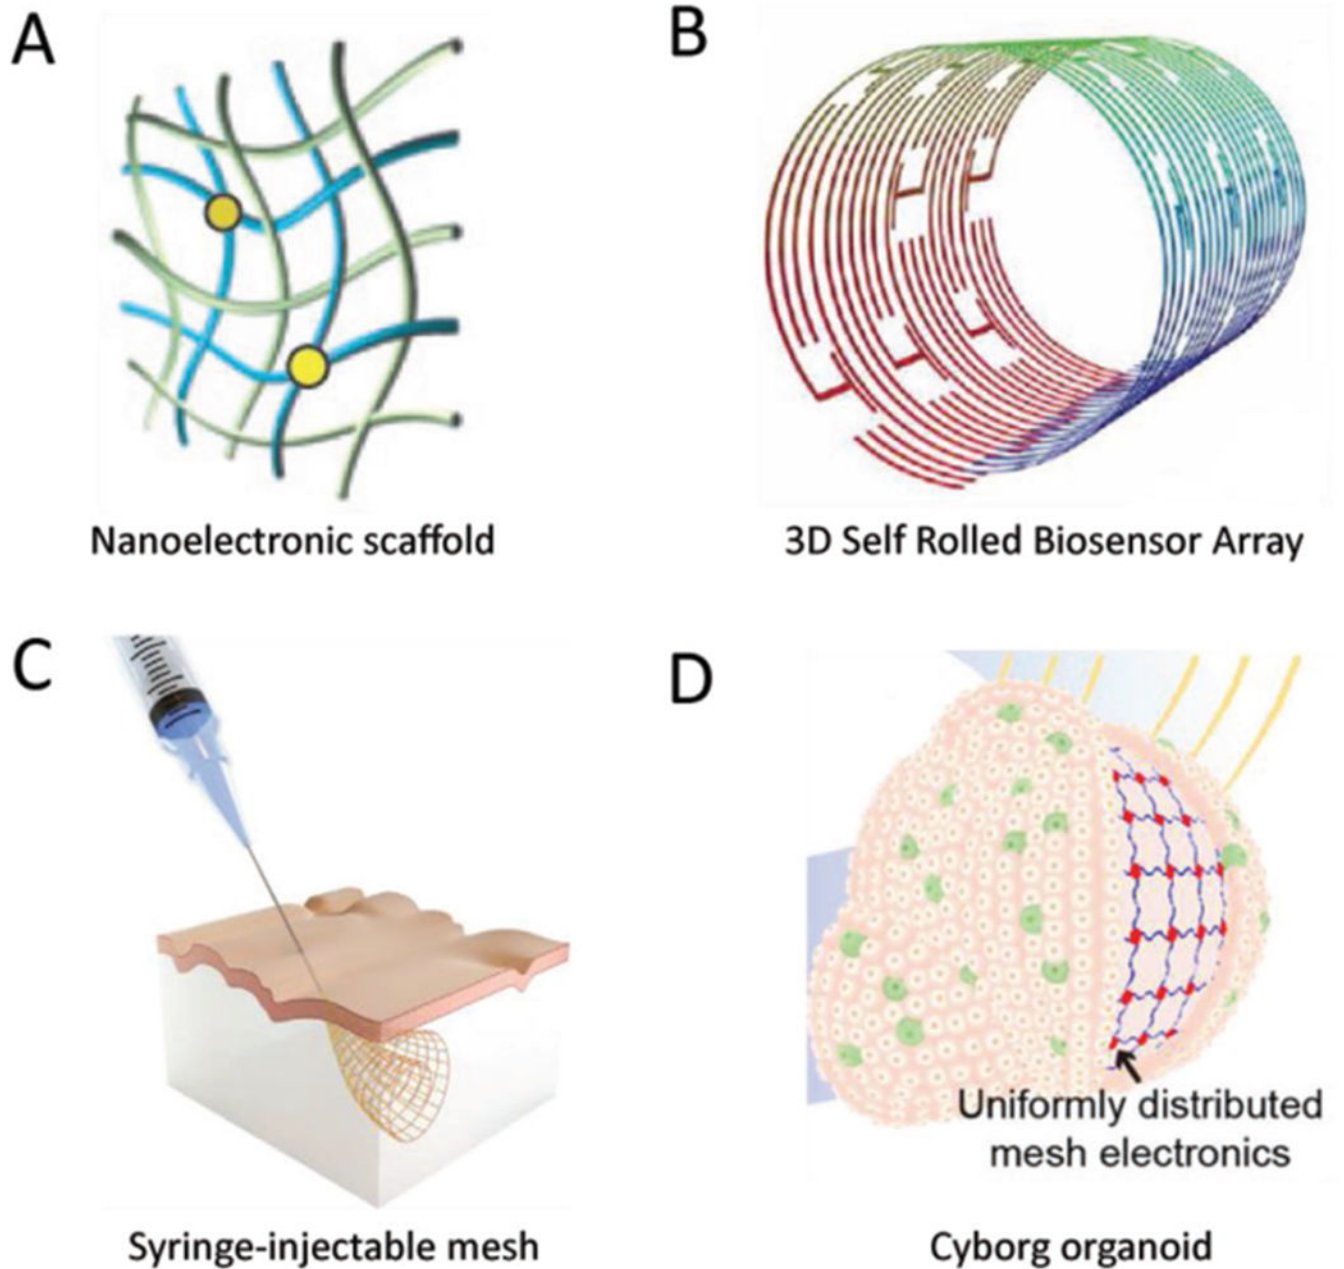 A
B
Nanoelectronic scaffold
3D Self Rolled Biosensor Array
C
D
Uniformly distributed
mesh electronics
Syringe-injectable mesh
Cyborg organoid